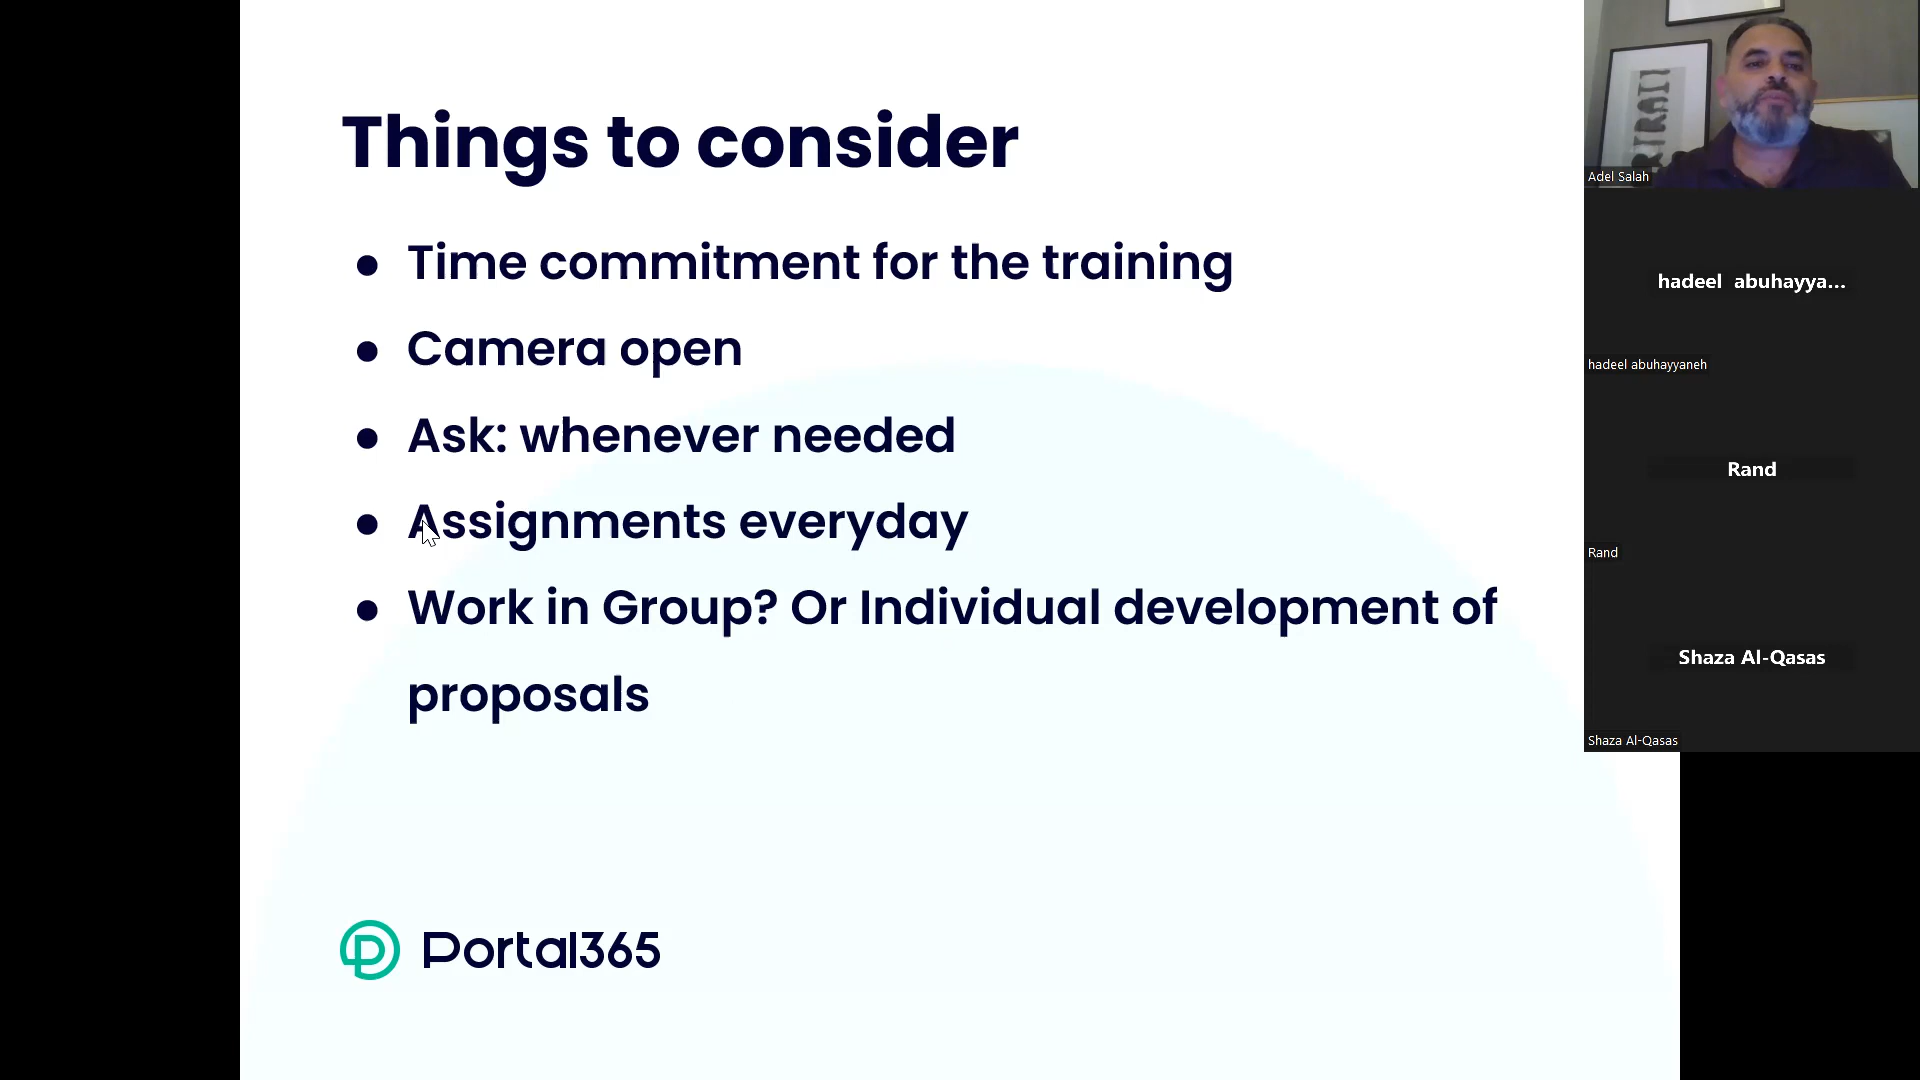 Things to consider
● Time commitment for the training
● Camera open
● Ask: whenever needed
● Assignments everyday
● Work in Group? Or Individual development of
proposals
Portal365
Adel Salah
hadeel abuhayya...
hadeel abuhayyaneh
Rand
Rand
Shaza Al-Qasas
Shaza Al-Qasas